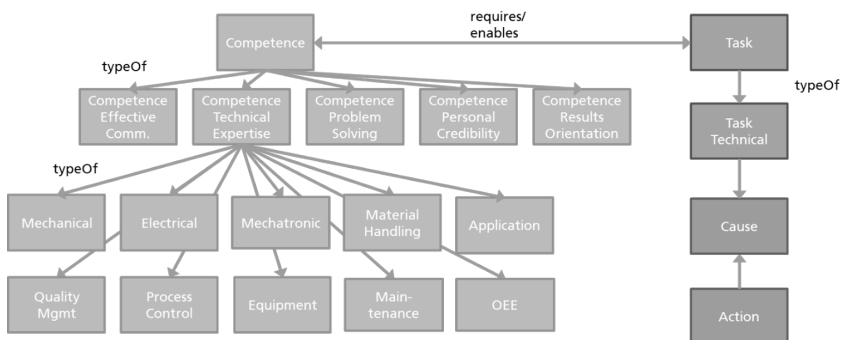 requires/
enables
Competence
Task
typeOf
typeOf
Competence
Effective
Comm.
Competence
Technical
Expertise
Competence
Problem
Solving
Competence
Personal
Credibility
Competence
Results
Orientation
Task
Technical
typeOf
Mechanical
Electrical
Mechatronic
Material
Handling
Application
Cause
Quality
Mgmt
Process
Control
Equipment
Main-
tenance
OEE
Action